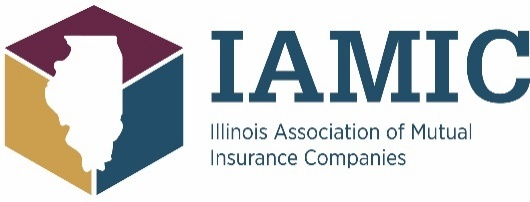 IAMIC
Illinois Association of Mutual
Insurance Companies